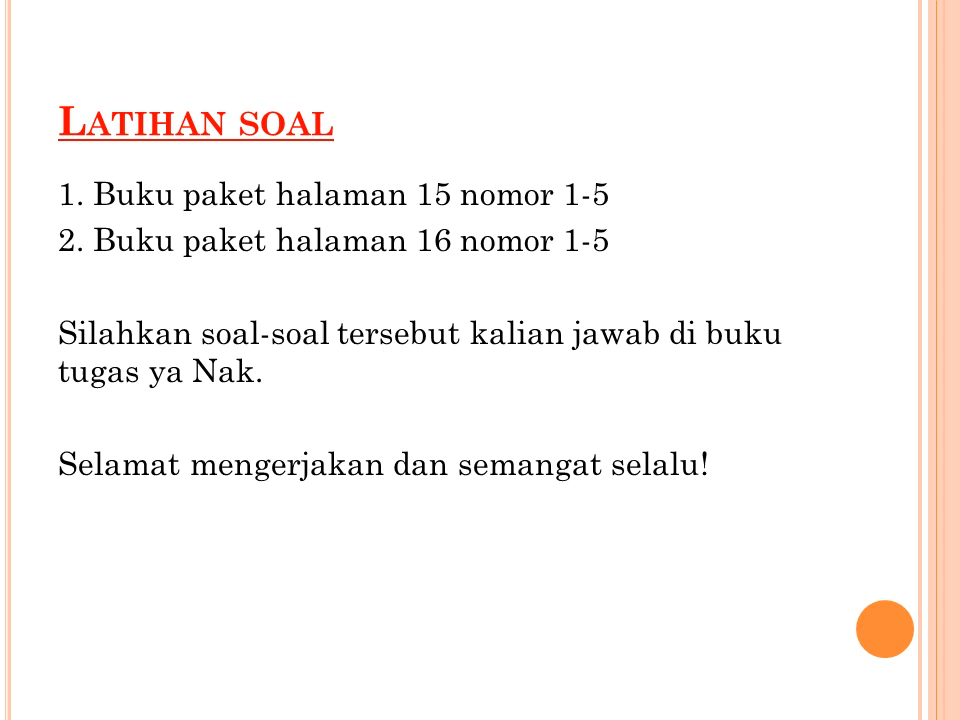 LATIHAN SOAL
1. Buku paket halaman 15 nomor 1-5
2. Buku paket halaman 16 nomor 1-5
Silahkan soal-soal tersebut kalian jawab di buku
tugas ya Nak.
Selamat mengerjakan dan semangat selalu!